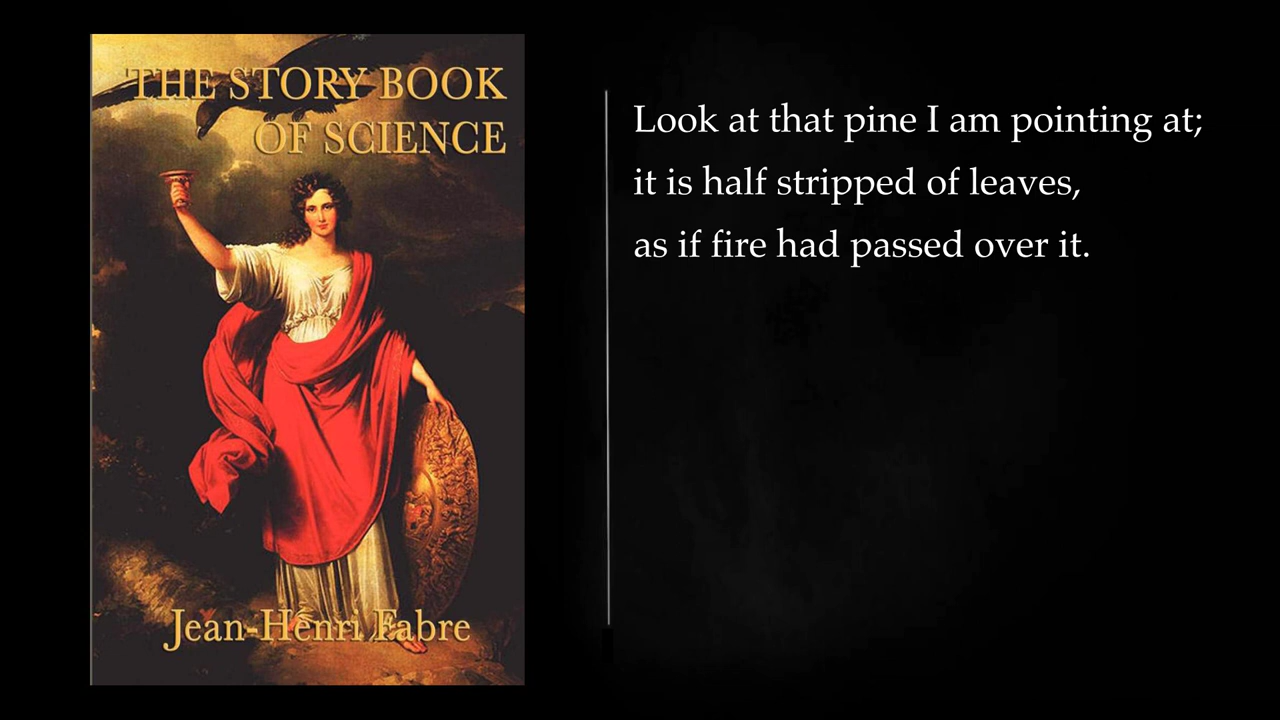 THE STORY BOOK
OF SCIENCE
Jean-Henri Fabre
Look at that pine I am pointing at;
it is half stripped of leaves,
as if fire had passed over it.